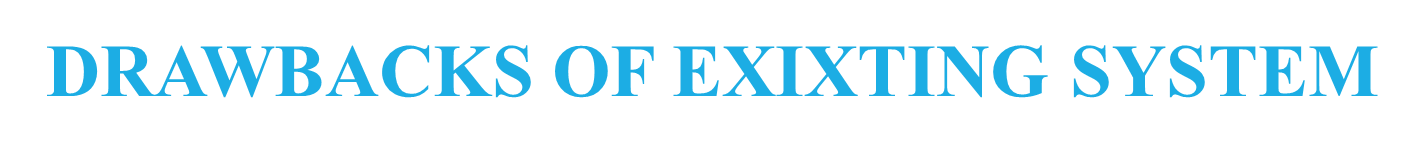 DRAWBACKS OF EXIXTING SYSTEM